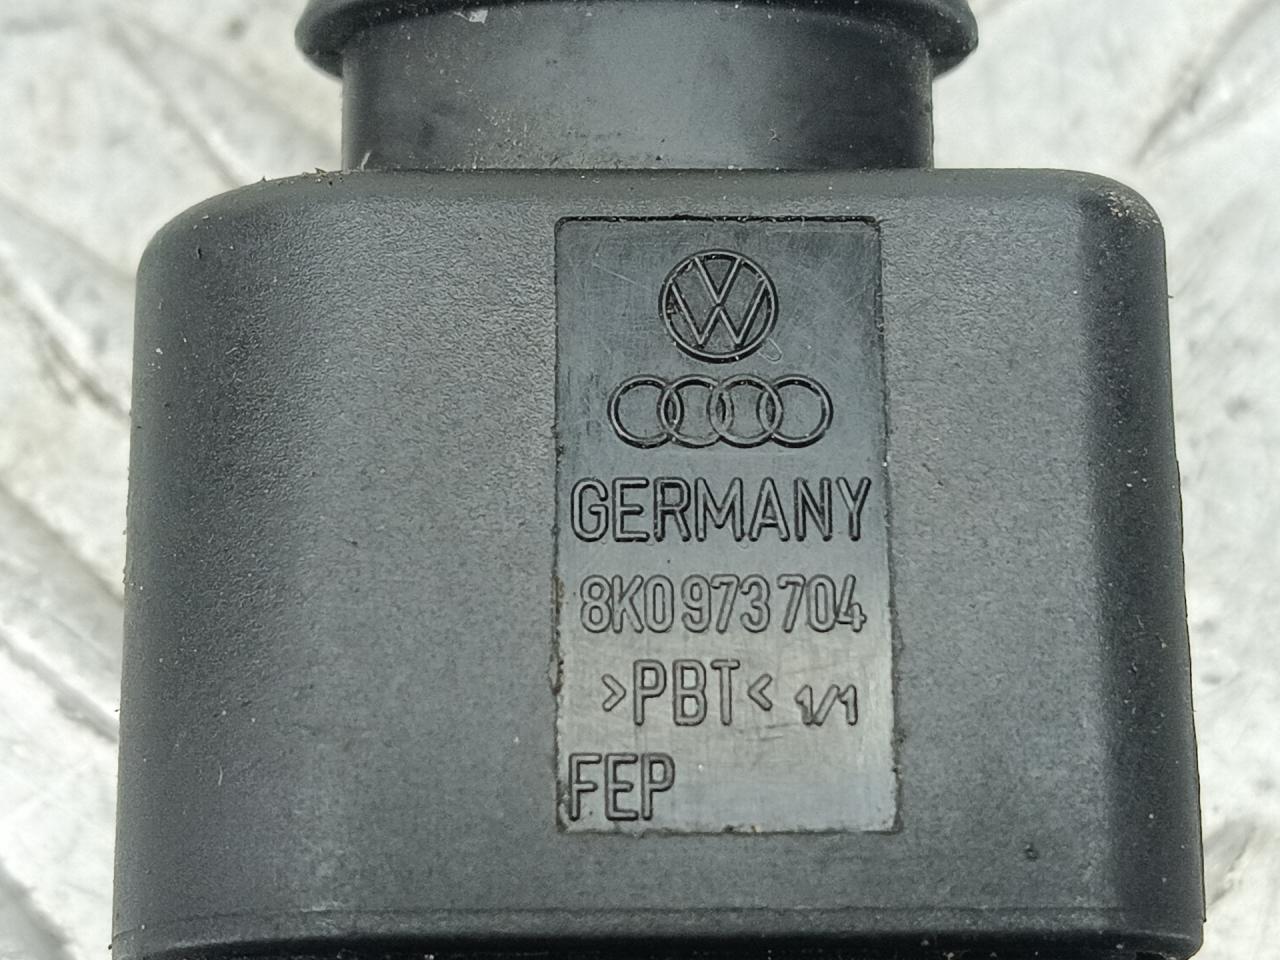 GERMANY
8K0 973 704
>PBT< 1/1
FEP